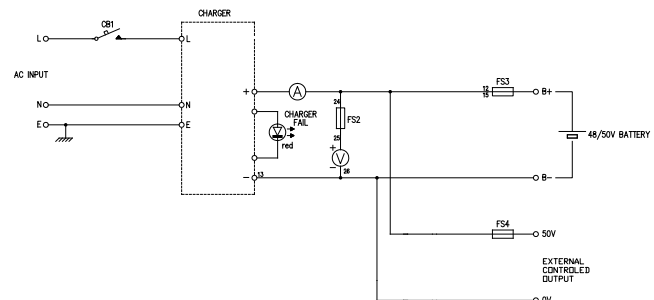 CHARGER
CB1
L
L
AC INPUT
N
N
E
E
+
A
CHARGER
FAIL
red
-
13
24
FS2
25
+
V
-
26
12
15
FS3
B+
48/50V BATTERY
B-
FS4
50V
EXTERNAL
CONTROLED
OUTPUT
0V